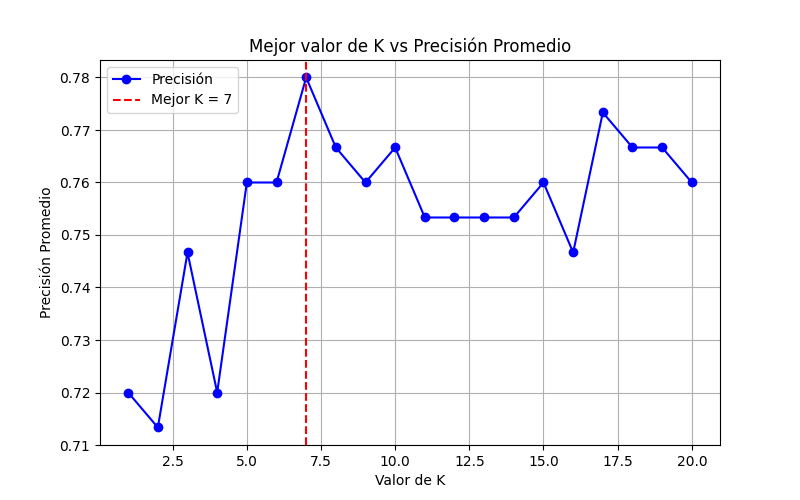 Mejor valor de K vs Precisión Promedio
Precisión
Mejor K = 7
0.78
0.77
0.76
0.75
0.74
0.73
0.72
0.71
Precisión Promedio
2.5 5.0 7.5 10.0 12.5 15.0 17.5 20.0
Valor de K